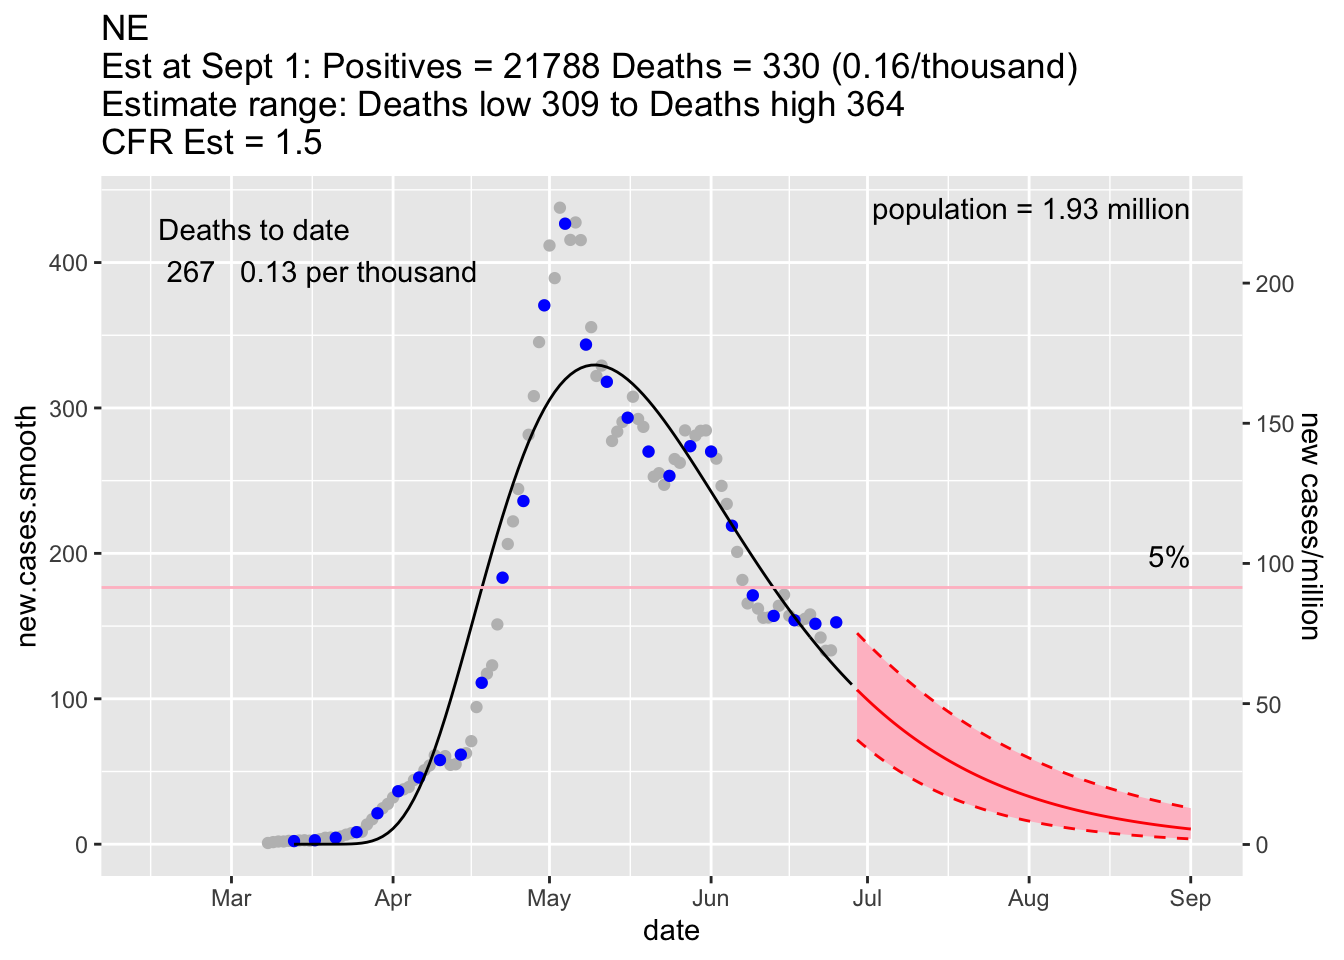 NE
Est at Sept 1: Positives = 21788 Deaths = 330 (0.16/thousand)
Estimate range: Deaths low 309 to Deaths high 364
CFR Est = 1.5
population = 1.93 million
Deaths to date
267 0.13 per thousand
400
300
200
100
0
new.cases.smooth
200
150
100
50
0
new cases/million
5%
Mar Apr May Jun Jul Aug Sep
date